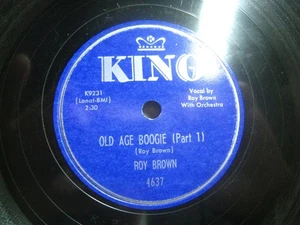 KING
K9231
(Lanat-BMI)
2:30
Vocal by
Roy Brown
With Orchestra
OLD AGE BOOGIE (Part 1)
(Roy Brown)
ROY BROWN
4637